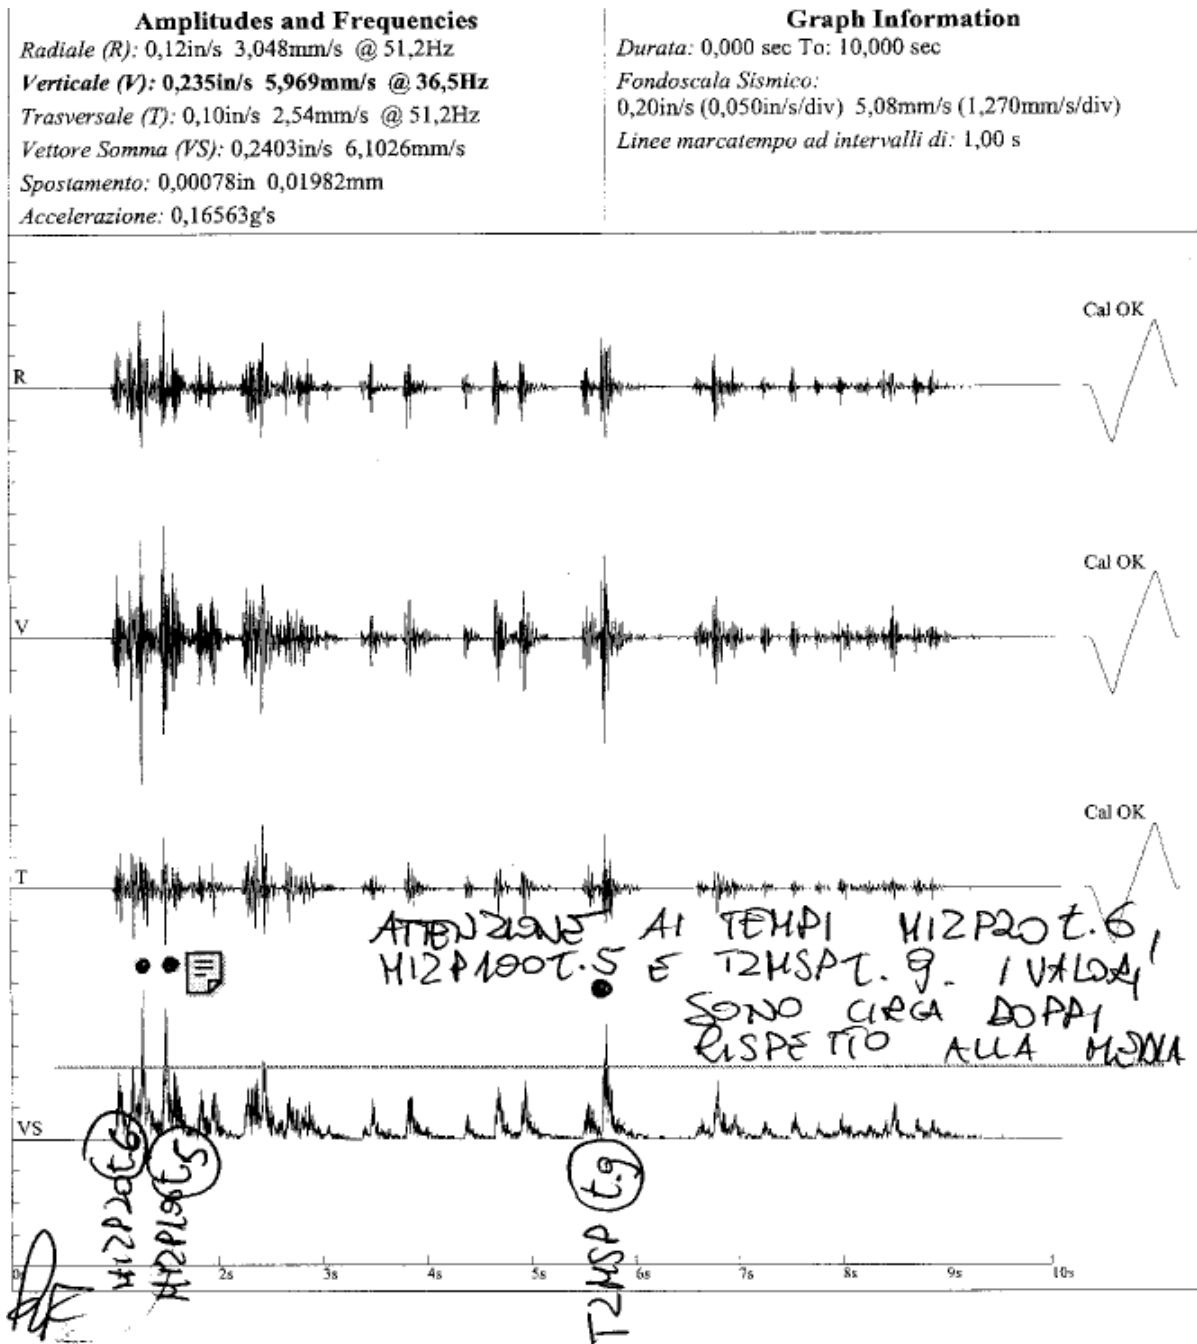 Amplitudes and Frequencies
Radiale (R): 0,12in/s 3,048mm/s @ 51,2Hz
Verticale (V): 0,235in/s 5,969mm/s @ 36,5Hz
Trasversale (T): 0,10in/s 2,54mm/s @ 51,2Hz
Vettore Somma (VS): 0,2403in/s 6,1026mm/s
Spostamento: 0,00078in 0,01982mm
Accelerazione: 0,16563g's
Graph Information
Durata: 0,000 sec To: 10,000 sec
Fondoscala Sismico:
0,20in/s (0,050in/s/div) 5,08mm/s (1,270mm/s/div)
Linee marcatempo ad intervalli di: 1,00 s
Cal OK
R
Cal OK
V
Cal OK
T
ATTENZIONE AI TEMPI M12P20 t.6,
M12P100 t.5 E T2MSP t.9. I VALORI
SONO CIRCA DOPPI
RISPETTO ALLA MEDIA
VS
M12P20 t.6
M12P100 t.5
T2MSP t.9
0s 2s 3s 4s 5s 6s 7s 8s 9s 10s